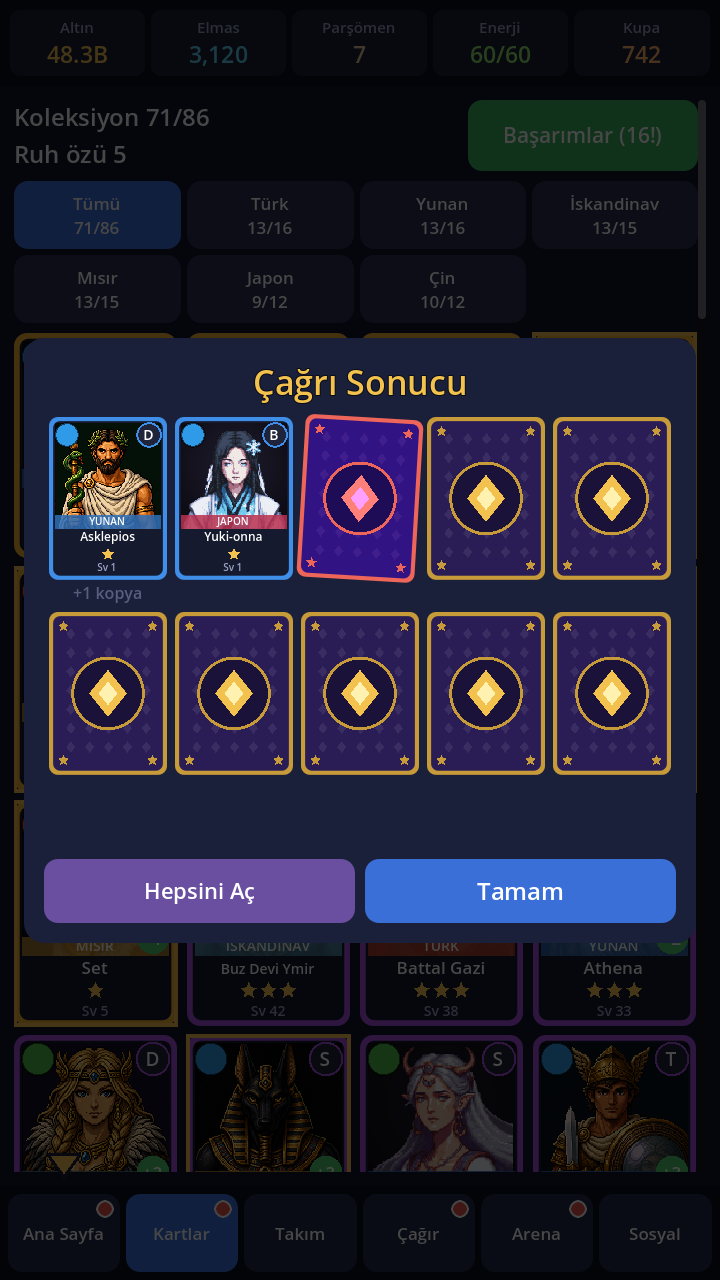 Altın
48.3B
Elmas
3,120
Parşömen
7
Enerji
60/60
Kupa
742
Koleksiyon 71/86
Ruh özü 5
Başarımlar (16!)
Tümü
71/86
Türk
13/16
Yunan
13/16
İskandinav
13/15
Mısır
13/15
Japon
9/12
Çin
10/12
Çağrı Sonucu
D
YUNAN
Asklepios
Sv 1
+1 kopya
B
JAPON
Yuki-onna
Sv 1
Hepsini Aç
Tamam
MISIR
Set
Sv 5
İSKANDİNAV
Buz Devi Ymir
Sv 42
TÜRK
Battal Gazi
Sv 38
YUNAN
Athena
Sv 33
D
S
S
T
Ana Sayfa
Kartlar
Takım
Çağır
Arena
Sosyal